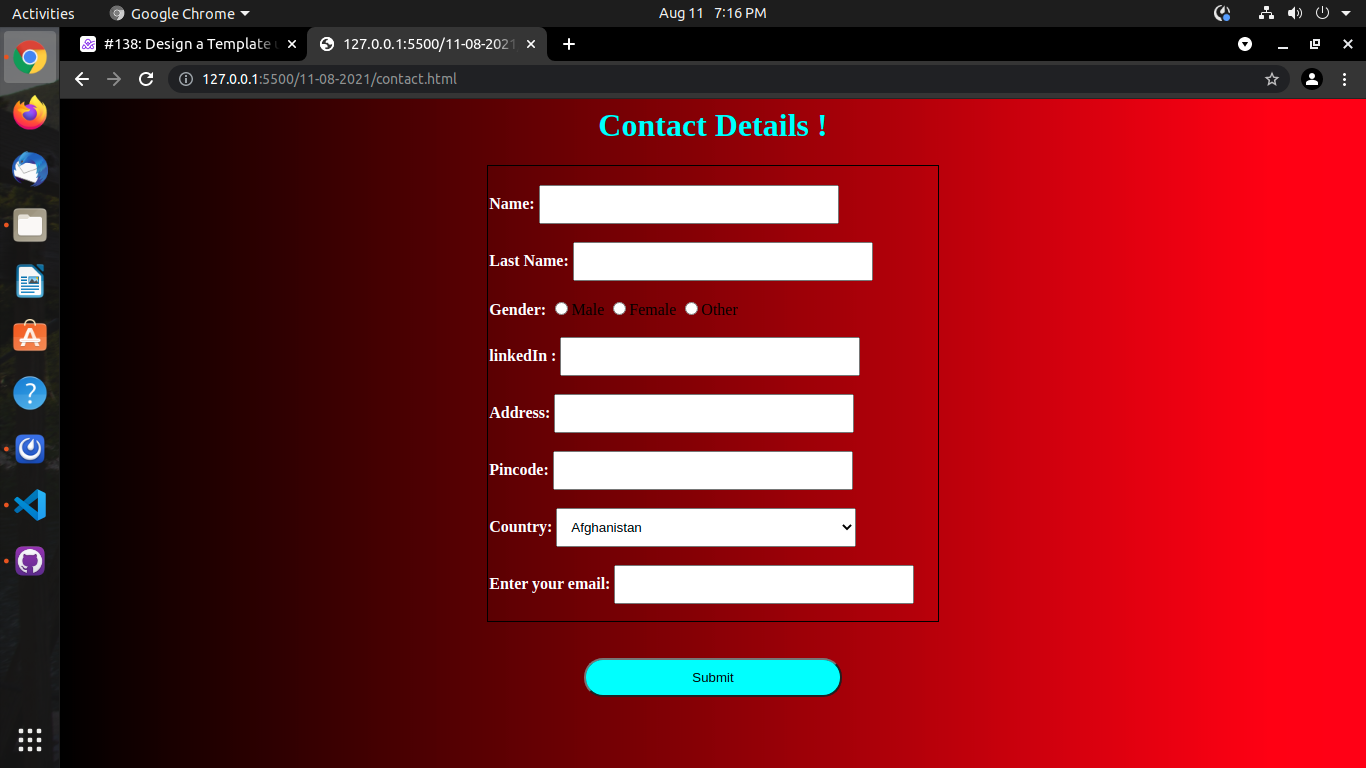 Activities Google Chrome Aug 11 7:16 PM
#138: Design a Template 127.0.0.1:5500/11-08-2021
127.0.0.1:5500/11-08-2021/contact.html
Contact Details !
Name:
Last Name:
Gender: Male Female Other
linkedIn :
Address:
Pincode:
Country: Afghanistan
Enter your email:
Submit